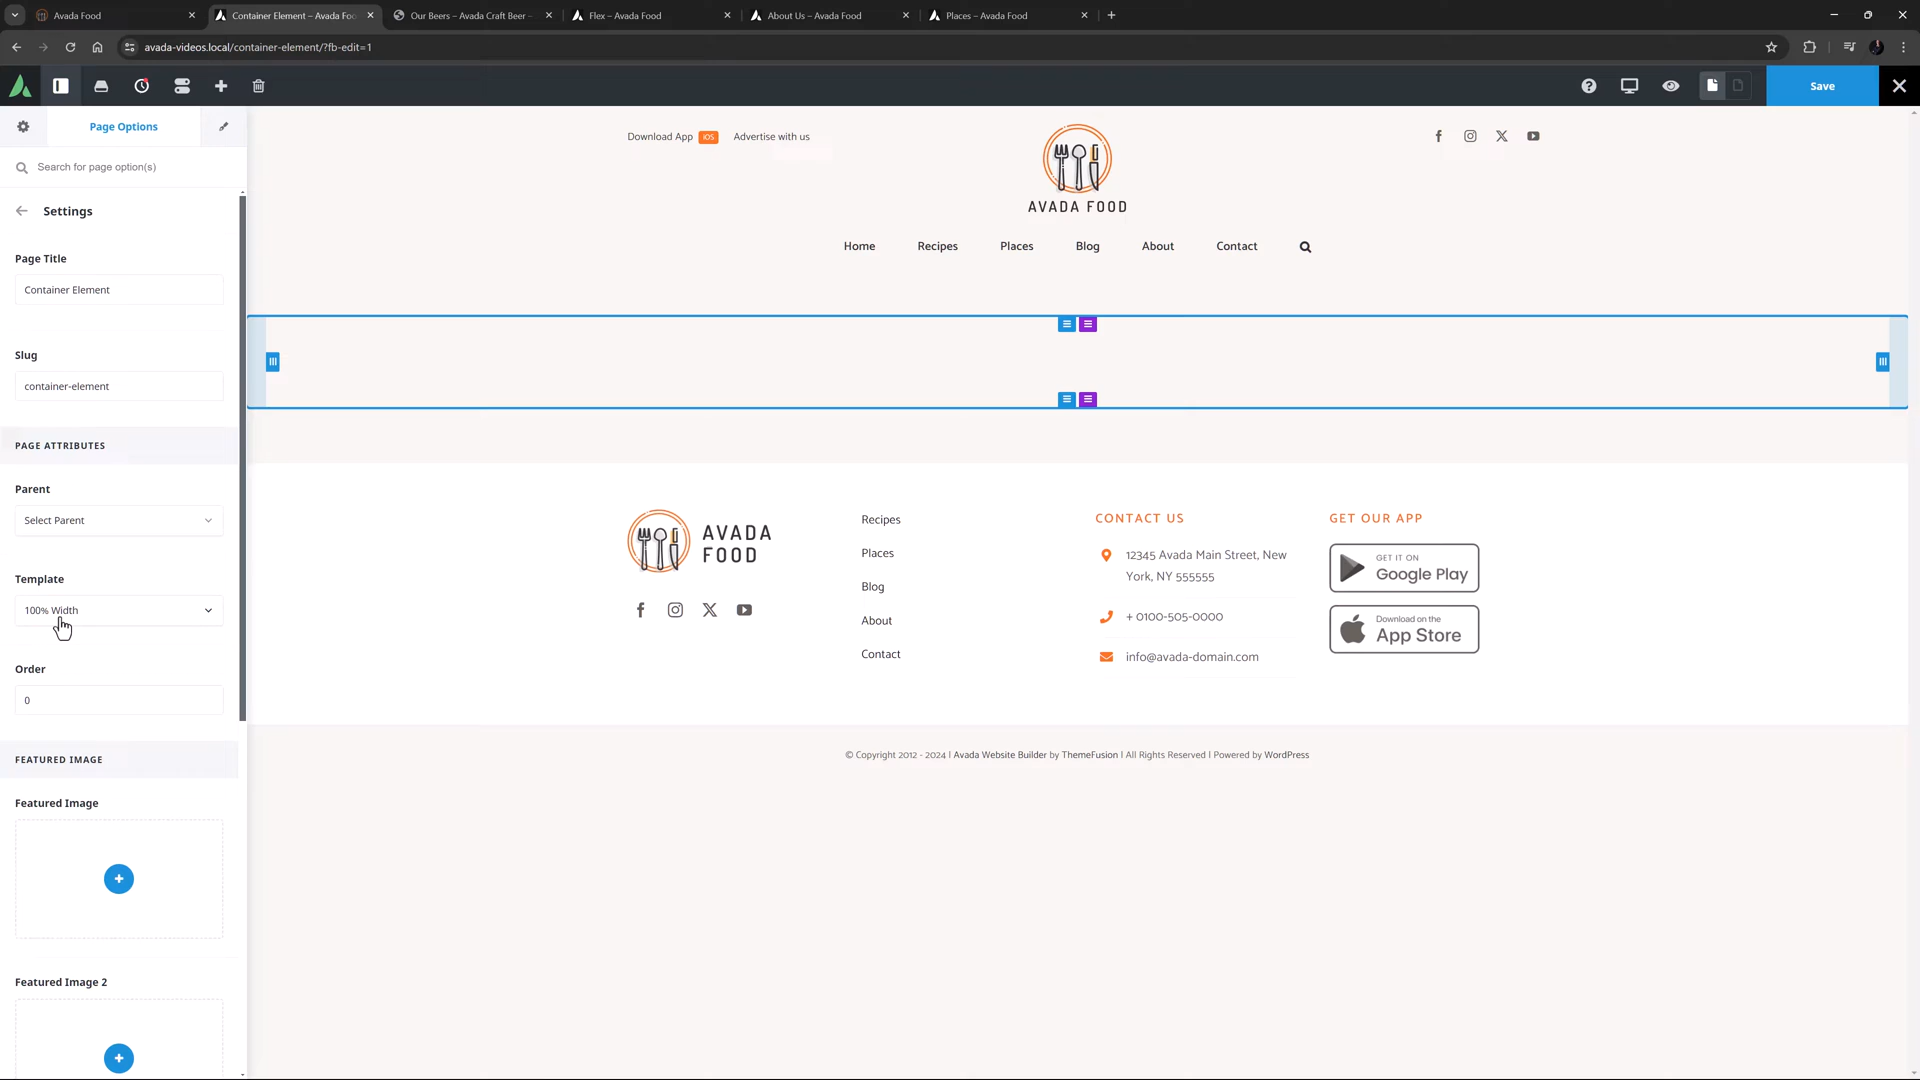 Avada Food
Container Element – Avada Foo
Our Beers – Avada Craft Beer –
Flex – Avada Food
About Us – Avada Food
Places – Avada Food
avada-videos.local/container-element/?fb-edit=1
Save
Page Options
Search for page option(s)
Settings
Page Title
Container Element
Slug
container-element
PAGE ATTRIBUTES
Parent
Select Parent
Template
100% Width
Order
0
FEATURED IMAGE
Featured Image
Featured Image 2
Download App iOS Advertise with us
AVADA FOOD
Home Recipes Places Blog About Contact
AVADA
FOOD
Recipes
Places
Blog
About
Contact
CONTACT US
12345 Avada Main Street, New
York, NY 555555
+ 0100-505-0000
info@avada-domain.com
GET OUR APP
GET IT ON
Google Play
Download on the
App Store
© Copyright 2012 - 2024 | Avada Website Builder by ThemeFusion | All Rights Reserved | Powered by WordPress